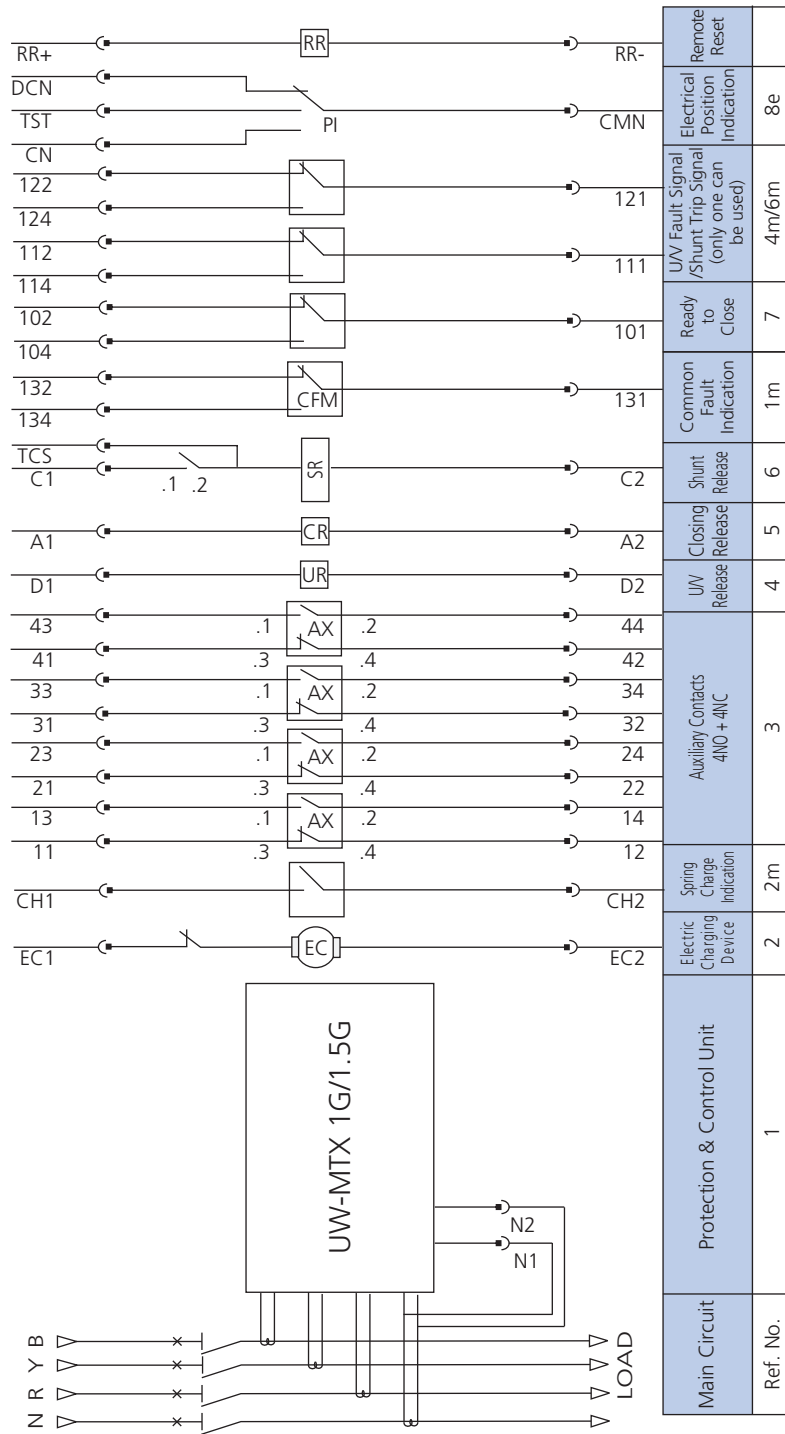 RR+
RR
RR-
Remote
Reset
DCN
TST
PI
CMN
Electrical
Position
Indication
8e
CN
122
121
124
112
111
114
U/V Fault Signal
/Shunt Trip Signal
(only one can
be used)
4m/6m
102
101
104
Ready
to
Close
7
132
CFM
131
134
Common
Fault
Indication
1m
TCS
C1
.1 .2
SR
C2
Shunt
Release
6
A1
CR
A2
Closing
Release
5
D1
UR
D2
U/V
Release
4
43
.1
AX
.2
44
41
.3
.4
42
33
.1
AX
.2
34
31
.3
.4
32
23
.1
AX
.2
24
21
.3
.4
22
13
.1
AX
.2
14
11
.3
.4
12
Auxiliary Contacts
4NO + 4NC
3
CH1
CH2
Spring
Charge
Indication
2m
EC1
EC
EC2
Electric
Charging
Device
2
UW-MTX 1G/1.5G
N2
N1
Protection & Control Unit
1
B
Y
R
N
LOAD
Main Circuit
Ref. No.